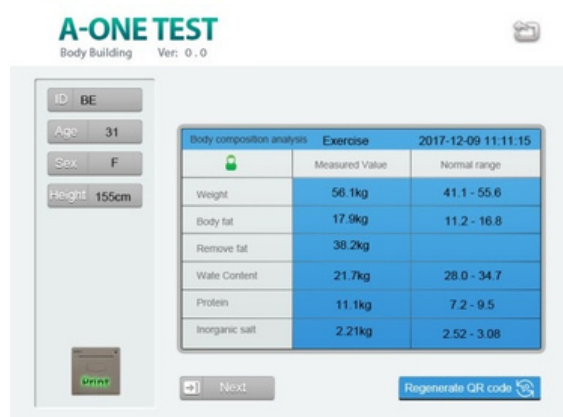 A-ONE TEST
Body Building Ver: 0.0
ID BE
Age 31
Sex F
Height 155cm
Body composition analysis Exercise 2017-12-09 11:11:15
Measured Value Normal range
Weight 56.1kg 41.1 - 55.6
Body fat 17.9kg 11.2 - 16.8
Remove fat 38.2kg
Wate Content 21.7kg 28.0 - 34.7
Protein 11.1kg 7.2 - 9.5
Inorganic salt 2.21kg 2.52 - 3.08
Print
Next
Regenerate QR code